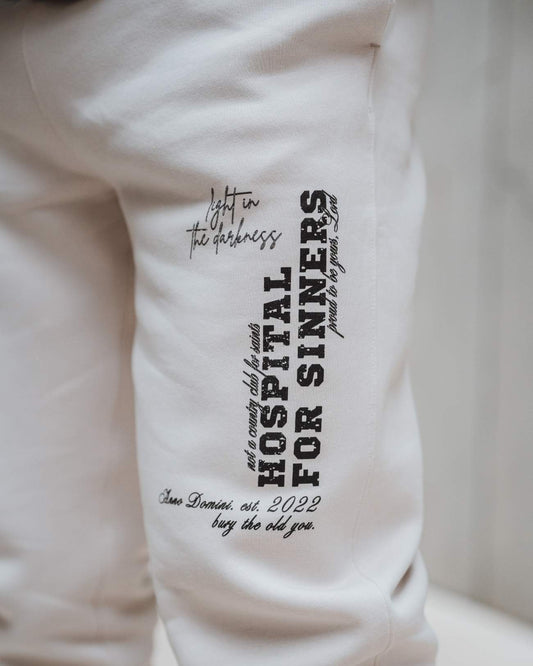 light in
the darkness
not a country club for saints
HOSPITAL
FOR SINNERS
proud to be yours, Lord
Anno Domini. est. 2022
bury the old you.